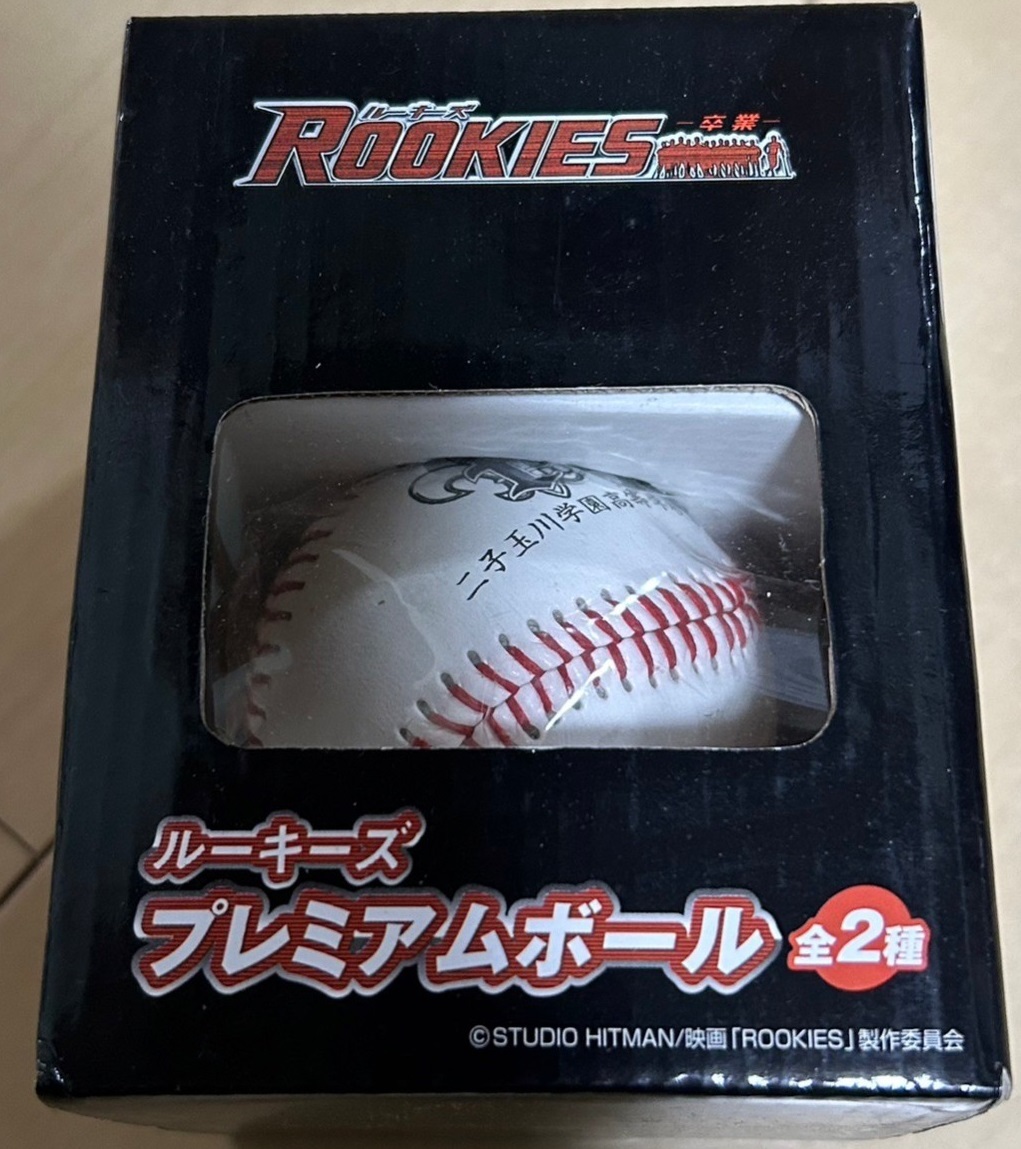 ルーキーズ
ROOKIES
-卒業-
二子玉川学園高等
ルーキーズ
プレミアムボール
全2種
©STUDIO HITMAN/映画「ROOKIES」製作委員会